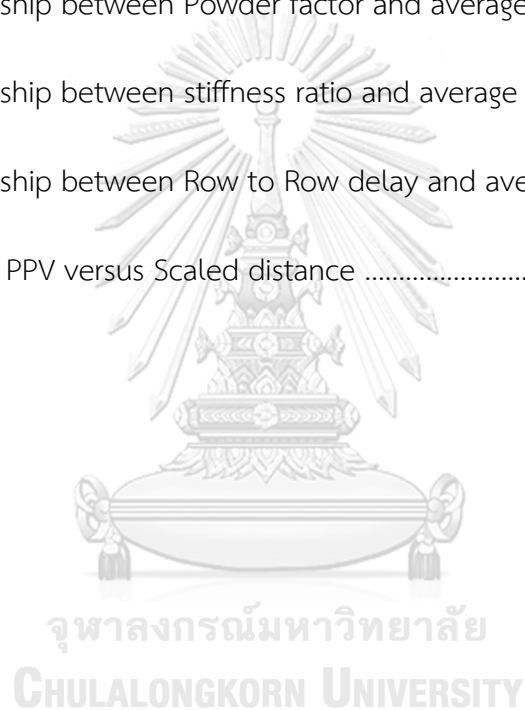 ship between Powder factor and average
ship between stiffness ratio and average
ship between Row to Row delay and ave
PPV versus Scaled distance ........................
จุฬาลงกรณ์มหาวิทยาลัย
CHULALONGKORN UNIVERSITY